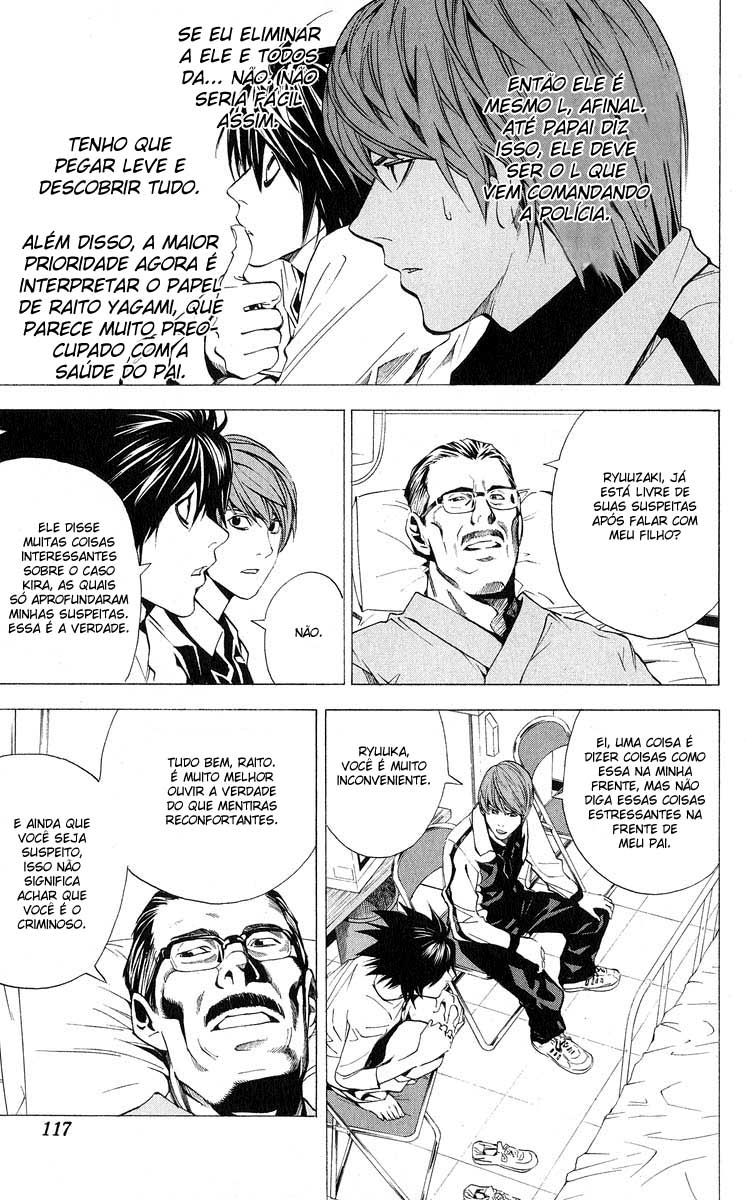 ENTÃO ELE É
MESMO L, AFINAL.
ATÉ PAPAI DIZ
ISSO, ELE DEVE
SER O L QUE
VEM COMANDANDO
A POLÍCIA.
SE EU ELIMINAR
A ELE E TODOS
DA... NÃO. NÃO
SERIA FÁCIL
ASSIM.
TENHO QUE
PEGAR LEVE E
DESCOBRIR TUDO.
ALÉM DISSO, A MAIOR
PRIORIDADE AGORA É
INTERPRETAR O PAPEL
DE RAITO YAGAMI, QUE
PARECE MUITO PREO-
CUPADO COM A
SAÚDE DO PAI.
RYUUZAKI, JÁ
ESTÁ LIVRE DE
SUAS SUSPEITAS
APÓS FALAR COM
MEU FILHO?
NÃO.
ELE DISSE
MUITAS COISAS
INTERESSANTES
SOBRE O CASO
KIRA, AS QUAIS
SÓ APROFUNDARAM
MINHAS SUSPEITAS.
ESSA É A VERDADE.
EI, UMA COISA É
DIZER COISAS COMO
ESSA NA MINHA
FRENTE, MAS NÃO
DIGA ESSAS COISAS
ESTRESSANTES NA
FRENTE DE
MEU PAI.
RYUUKA,
VOCÊ É MUITO
INCONVENIENTE.
TUDO BEM, RAITO.
É MUITO MELHOR
OUVIR A VERDADE
DO QUE MENTIRAS
RECONFORTANTES.
E AINDA QUE
VOCÊ SEJA
SUSPEITO,
ISSO NÃO
SIGNIFICA
ACHAR QUE
VOCÊ É O
CRIMINOSO.
117